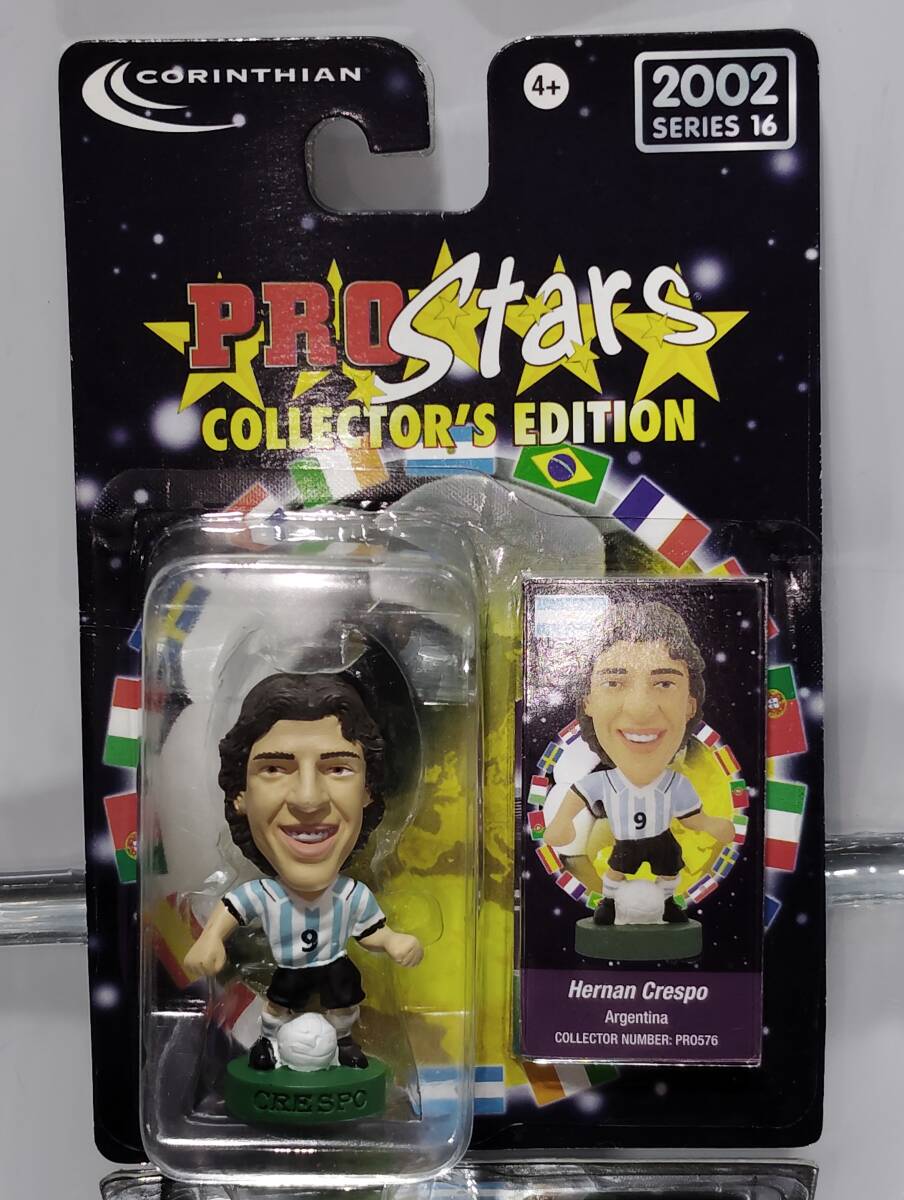 CORINTHIAN
4+
2002
SERIES 16
PRO Stars
COLLECTOR'S EDITION
9
9
Hernan Crespo
Argentina
COLLECTOR NUMBER: PRO576
CRESPO